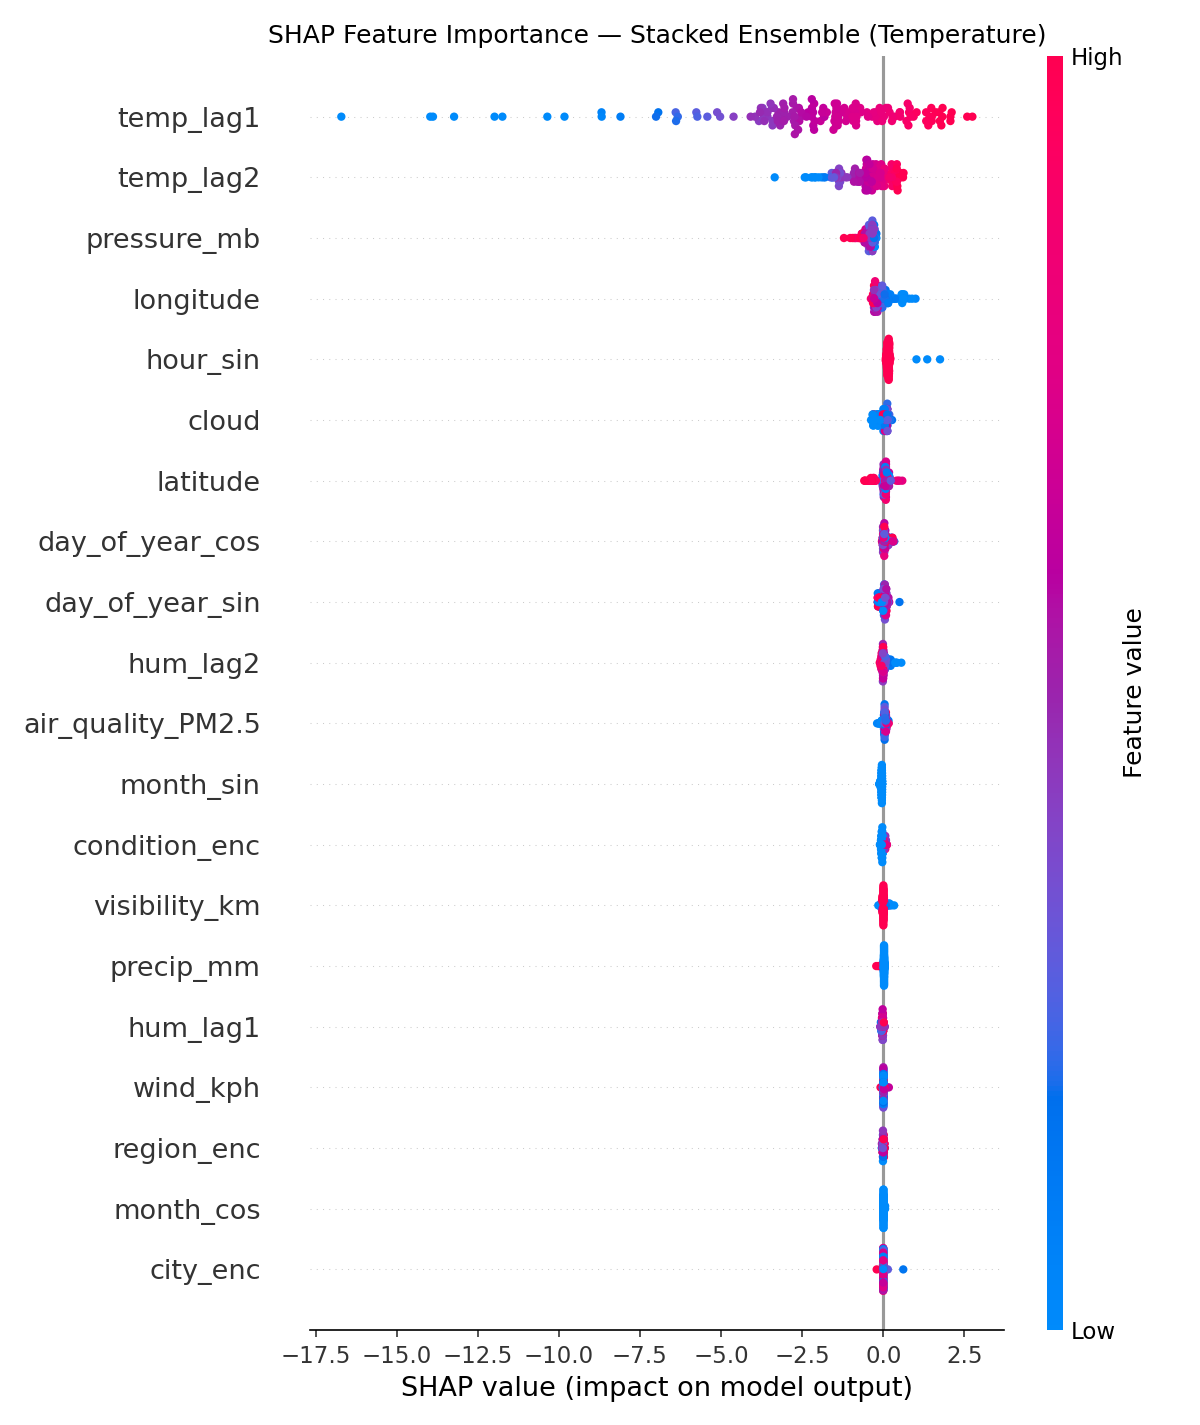 SHAP Feature Importance — Stacked Ensemble (Temperature)
High
temp_lag1
temp_lag2
pressure_mb
longitude
hour_sin
cloud
latitude
day_of_year_cos
day_of_year_sin
hum_lag2
air_quality_PM2.5
month_sin
condition_enc
visibility_km
precip_mm
hum_lag1
wind_kph
region_enc
month_cos
city_enc
Feature value
Low
−17.5 −15.0 −12.5 −10.0 −7.5 −5.0 −2.5 0.0 2.5
SHAP value (impact on model output)